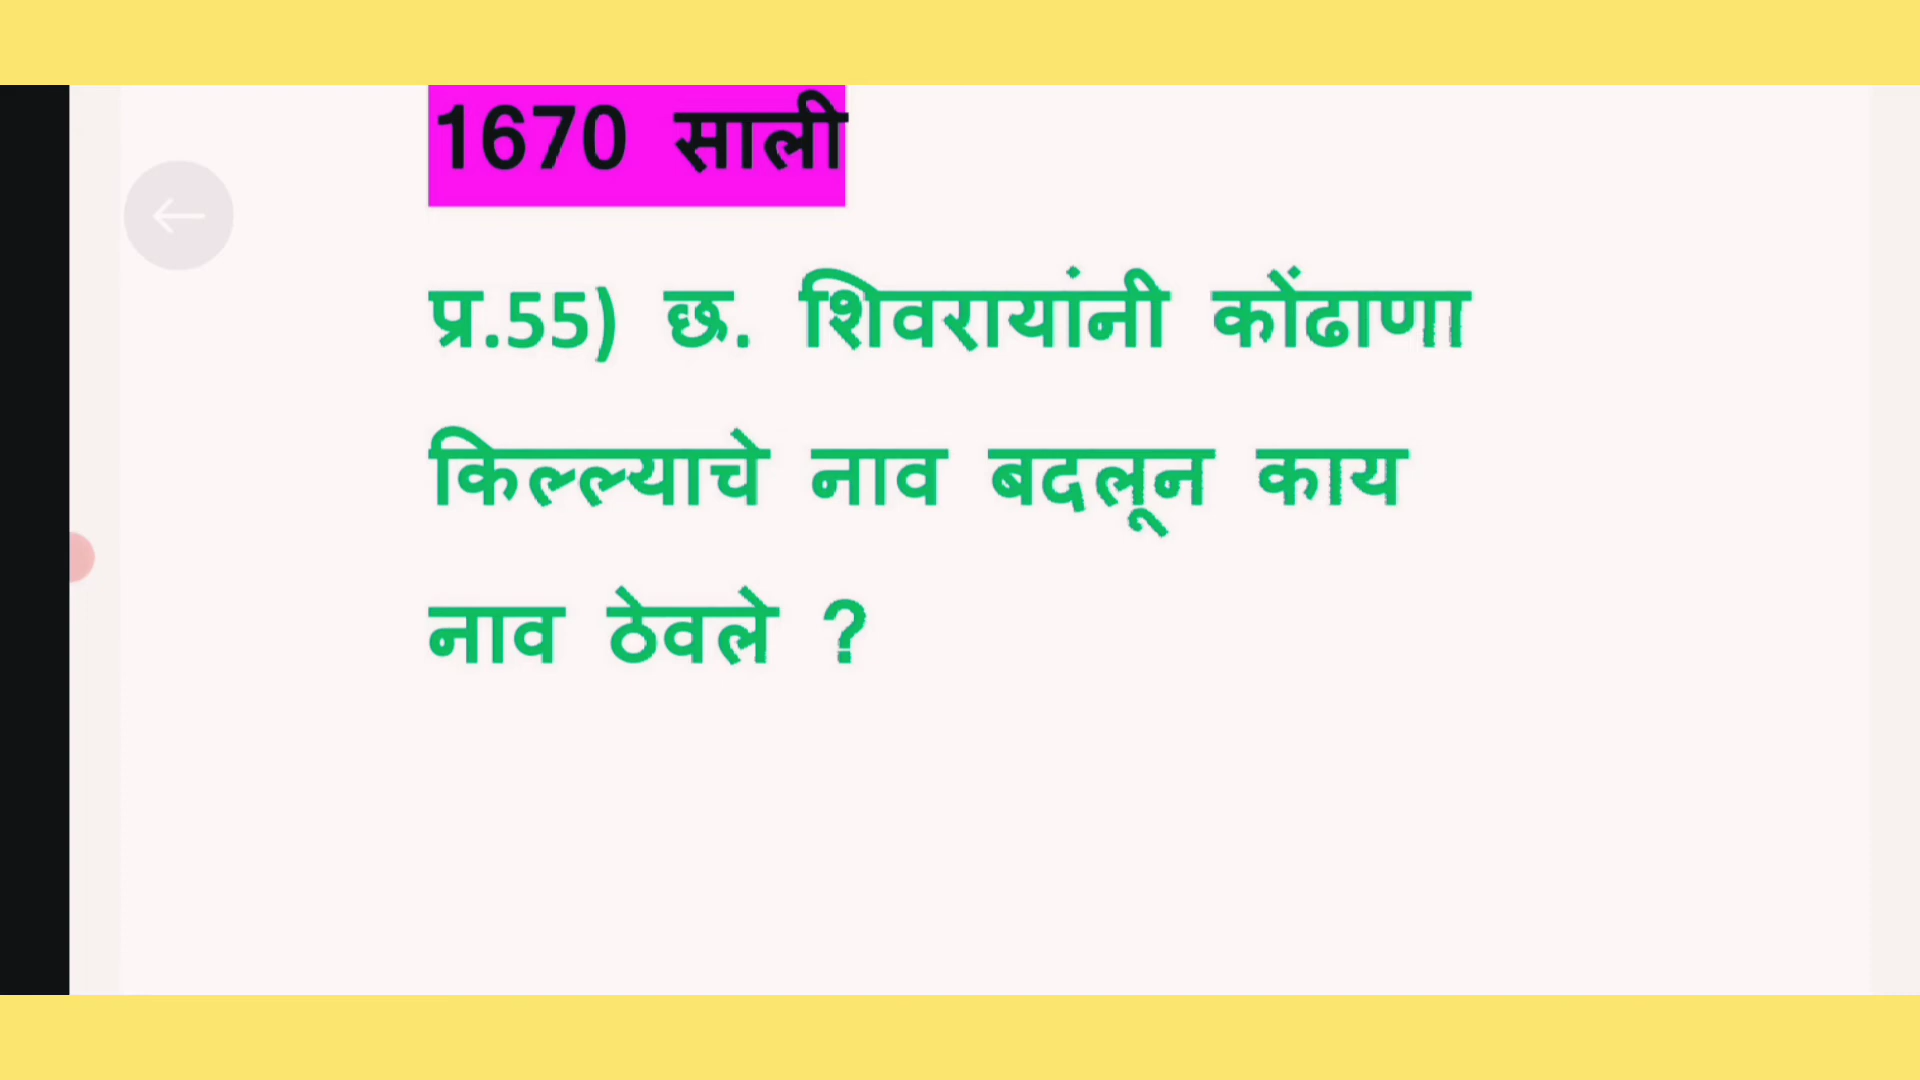 1670 साली
प्र.55) छ. शिवरायांनी कोंढाणा
किल्ल्याचे नाव बदलून काय
नाव ठेवले ?